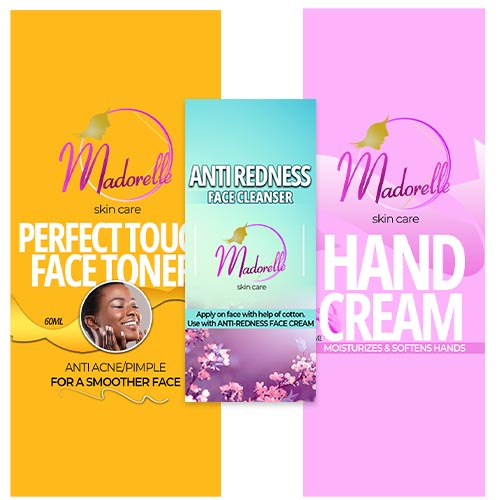 Madorelle
skin care
PERFECT TOUC
FACE TONER
60ML
ANTI ACNE/PIMPLE
FOR A SMOOTHER FACE
ANTI REDNESS
FACE CLEANSER
Madorelle
skin care
Apply on face with help of cotton.
Use with ANTI-REDNESS FACE CREAM
Madorelle
skin care
HAND
CREAM
ML
MOISTURIZES & SOFTENS HANDS